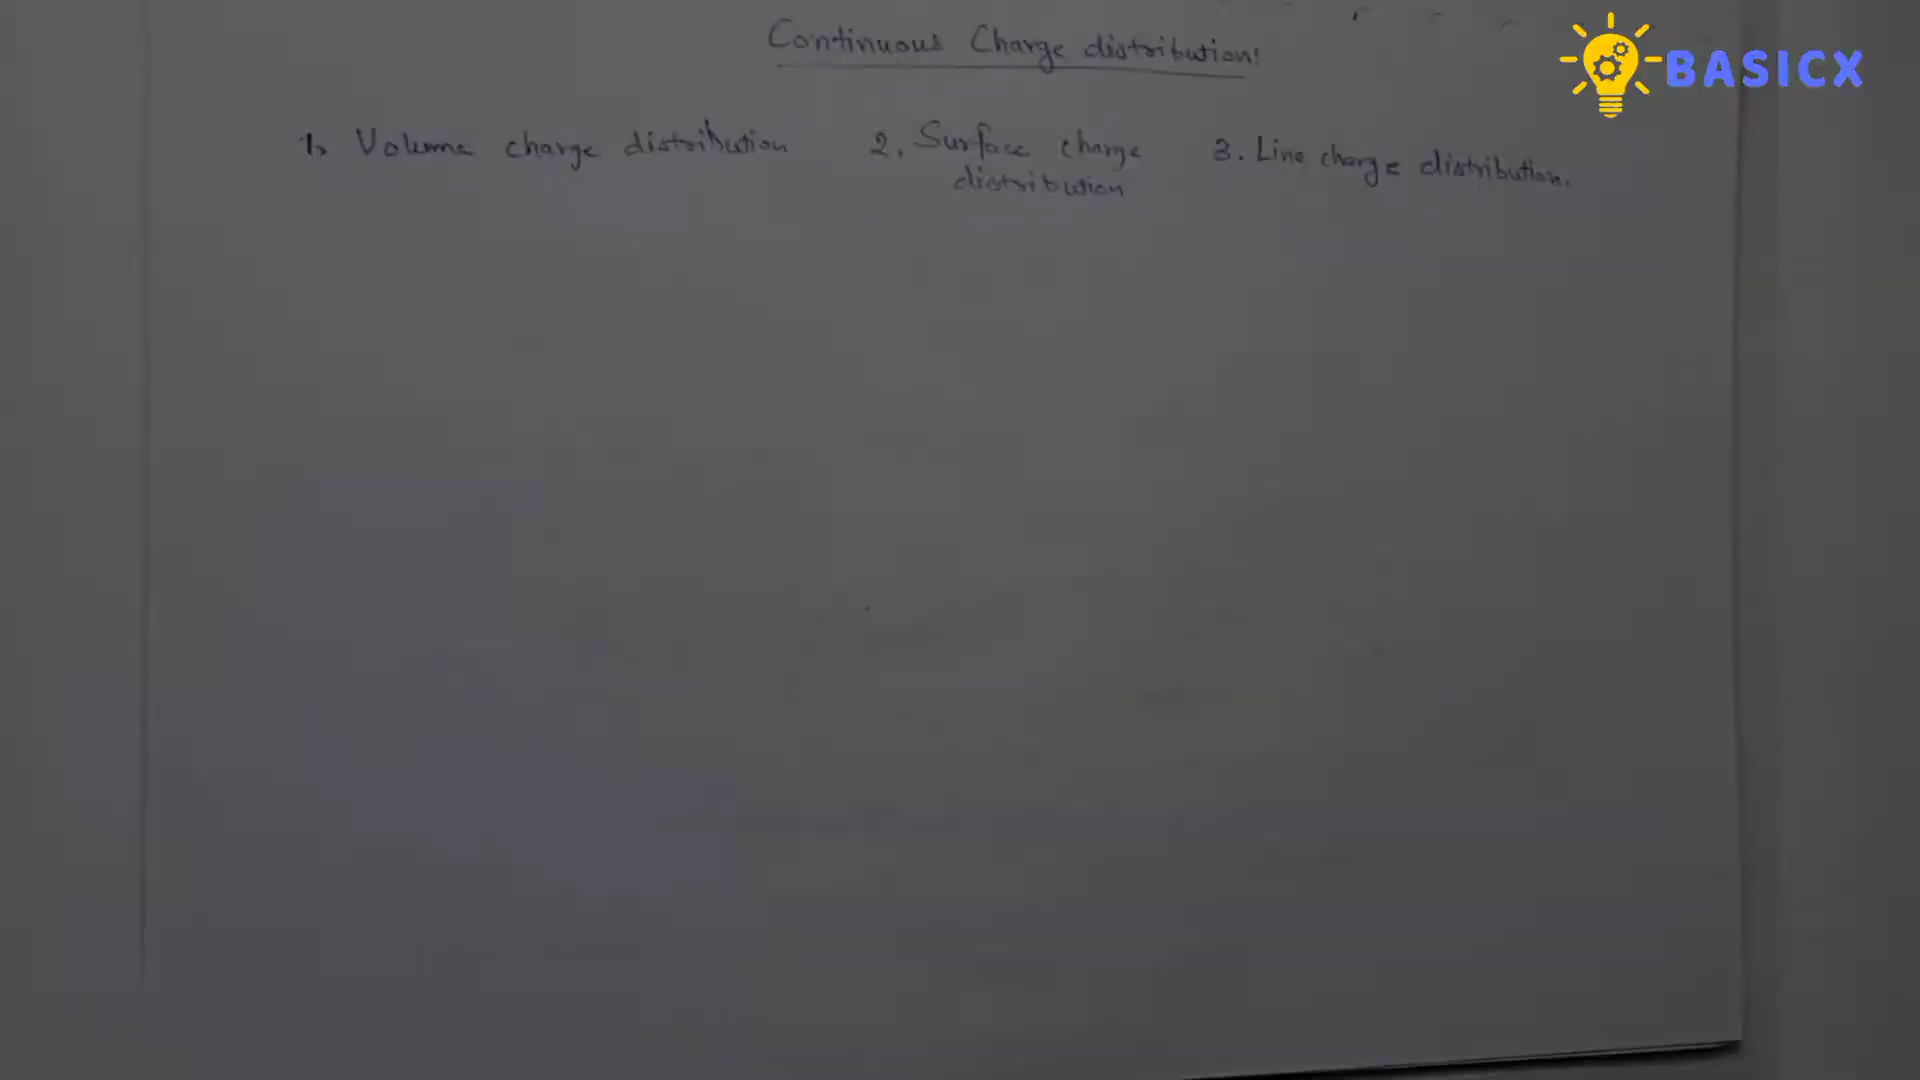 Continuous Charge distribution:
BASICX
1. Volume charge distribution 2. Surface charge distribution 3. Line charge distribution.